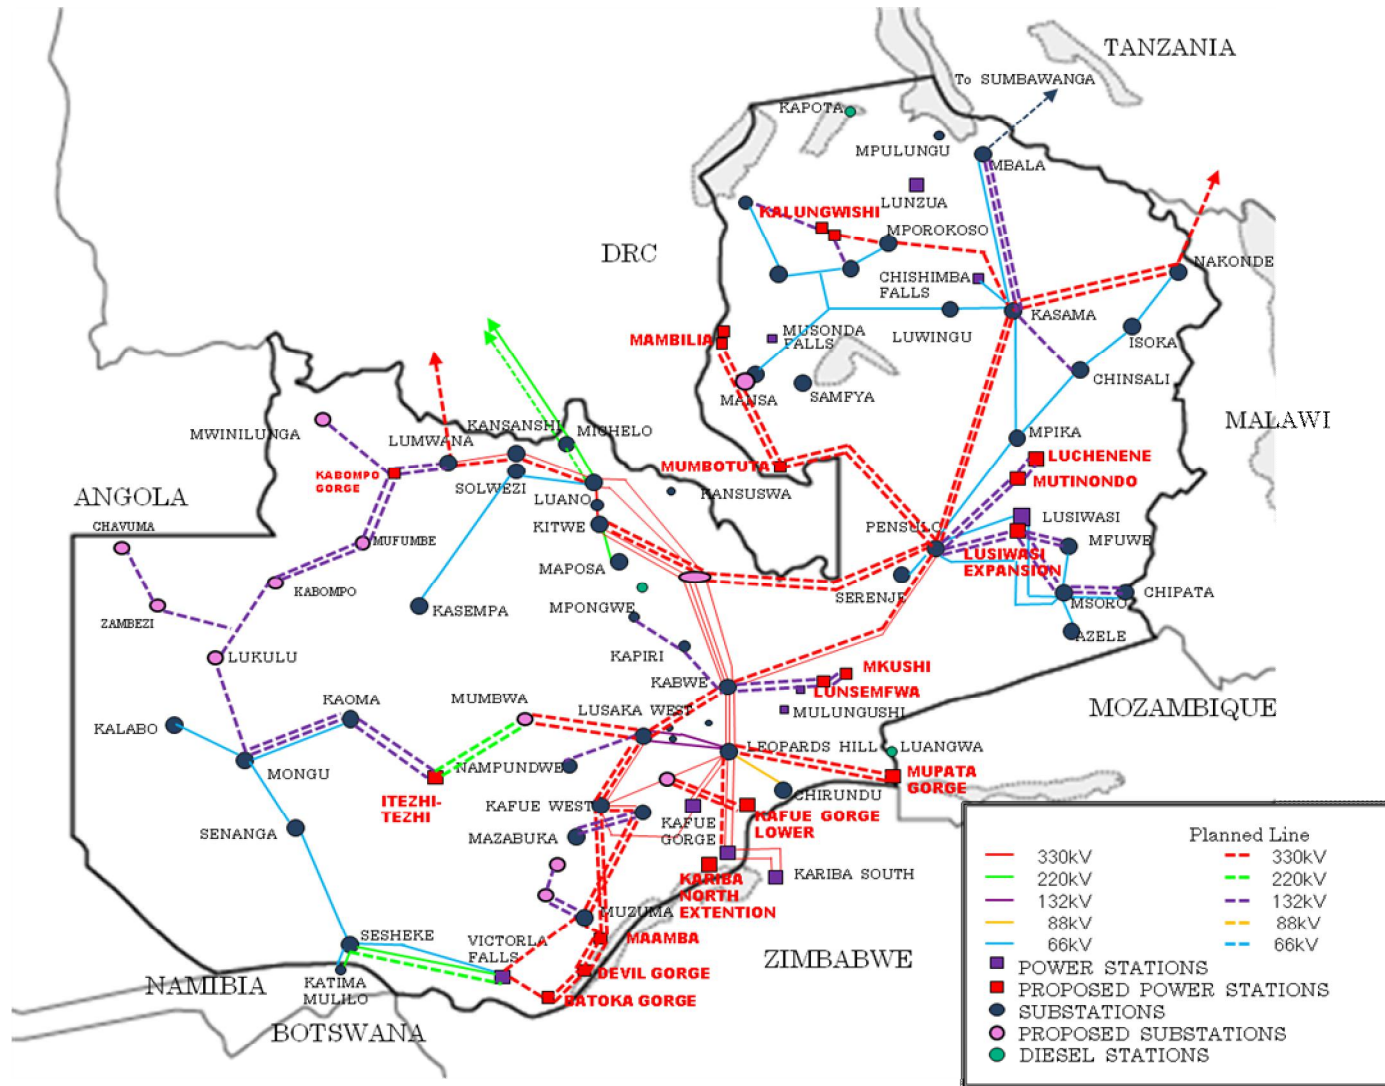 TANZANIA
To SUMBAWANGA
KAPOTA
MPULUNGU
MBALA
LUNZUA
KALUNGWISHI
MPOROKOSO
DRC
NAKONDE
CHISHIMBA
FALLS
KASAMA
MUSONDA
FALLS
LUWINGU
ISOKA
MAMBILIA
CHINSALI
MANSA
SAMFYA
MALAWI
MWINILUNGA
LUMWANA
KANSANSHI
MICHELO
MPIKA
LUCHENENE
KABOMPO
GORGE
SOLWEZI
MUMBOTUTA
MUTINONDO
ANGOLA
LUANO
KANSUSWA
CHAVUMA
KITWE
PENSULO
LUSIWASI
MUFUMBE
MFUWE
LUSIWASI
EXPANSION
MAPOSA
KABOMPO
SERENJE
MSORO
CHIPATA
ZAMBEZI
KASEMPA
MPONGWE
AZELE
LUKULU
KAPIRI
MKUSHI
KABWE
LUNSEMFWA
KAOMA
MUMBWA
LUSAKA WEST
MULUNGUSHI
MOZAMBIQUE
KALABO
LEOPARDS HILL
LUANGWA
MONGU
NAMPUNDWE
MUPATA
GORGE
ITEZHI-
TEZHI
KAFUE WEST
CHIRUNDU
KAFUE
GORGE
KAFUE GORGE
LOWER
SENANGA
MAZABUKA
KARIBA
NORTH
EXTENTION
KARIBA SOUTH
MUZUMA
SESHEKE
VICTORIA
FALLS
MAAMBA
ZIMBABWE
DEVIL GORGE
NAMIBIA
KATIMA
MULILO
BATOKA GORGE
BOTSWANA
Planned Line
330kV 330kV
220kV 220kV
132kV 132kV
88kV 88kV
66kV 66kV
POWER STATIONS
PROPOSED POWER STATIONS
SUBSTATIONS
PROPOSED SUBSTATIONS
DIESEL STATIONS